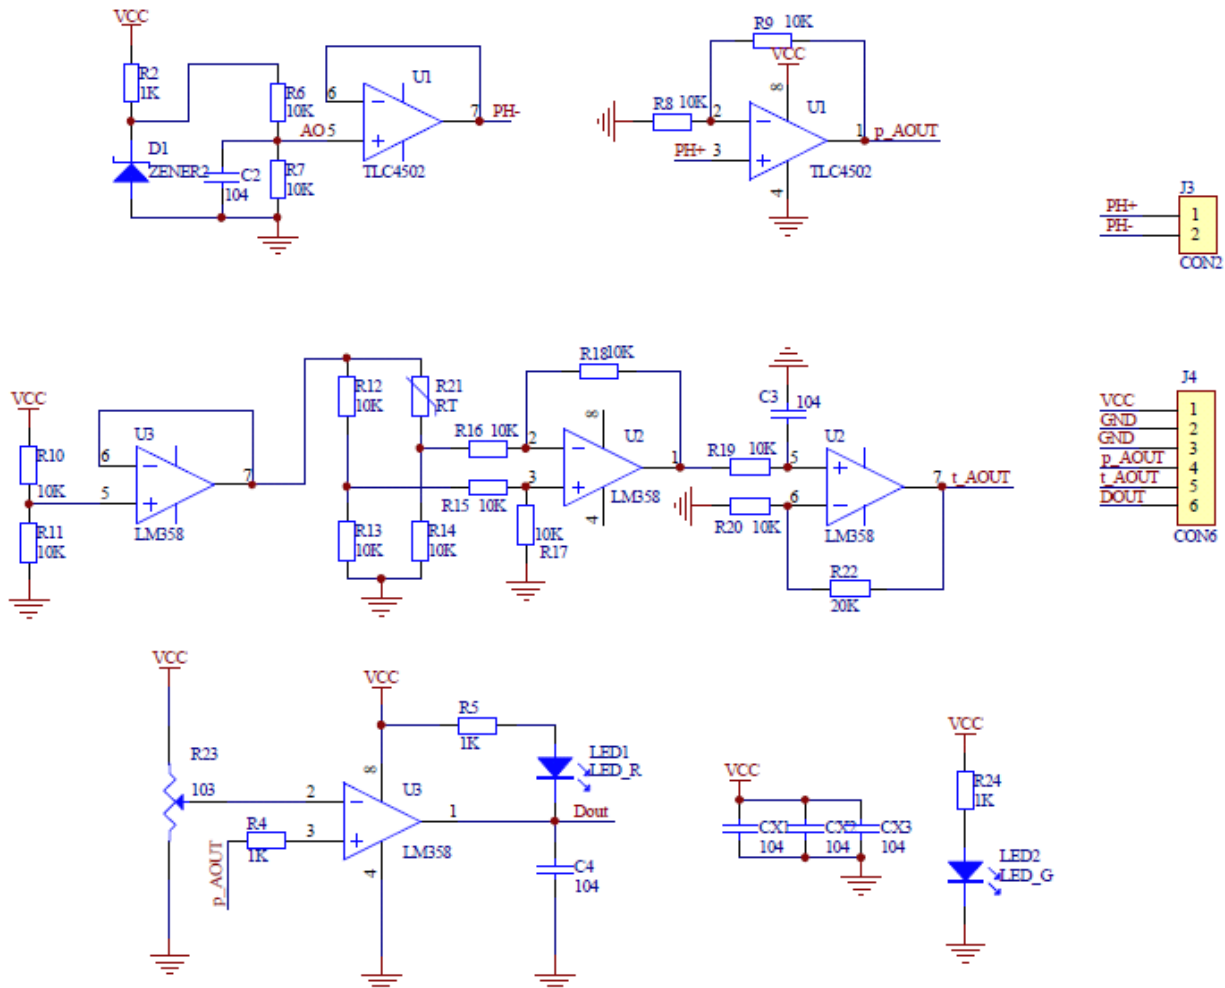 VCC
R2
1K
D1
ZENER2
C2
104
R6
10K
R7
10K
AO
5
6
7
U1
TLC4502
PH-
R9 10K
VCC
R8 10K
2
8
U1
1
p_AOUT
PH+ 3
4
TLC4502
J3
PH+ 1
PH- 2
CON2
VCC
R10
10K
R11
10K
U3
6
5
7
LM358
R12
10K
R21
RT
R13
10K
R14
10K
R16 10K
R15 10K
R18 10K
2
3
8
4
1
U2
LM358
10K
R17
C3
104
R19 10K
R20 10K
5
6
U2
7
t_AOUT
LM358
R22
20K
J4
VCC 1
GND 2
GND 3
p_AOUT 4
t_AOUT 5
DOUT 6
CON6
VCC
R23
103
VCC
R5
1K
LED1
LED_R
2
3
8
U3
1
Dout
R4
1K
p_AOUT
4
LM358
C4
104
VCC
CX1
104
CX2
104
CX3
104
VCC
R24
1K
LED2
LED_G